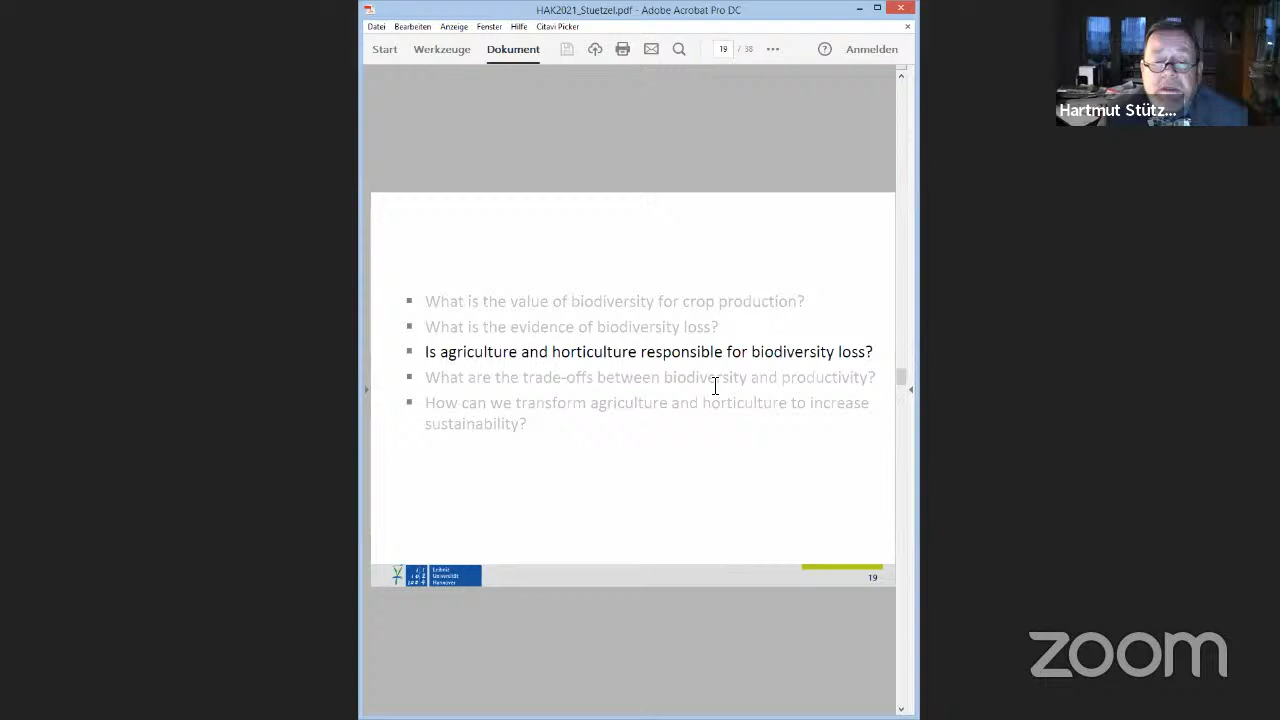 HAK2021_Stuetzel.pdf - Adobe Acrobat Pro DC
Datei Bearbeiten Anzeige Fenster Hilfe Citavi Picker
Start Werkzeuge Dokument 19 / 38 Anmelden
Hartmut Stütz...
What is the value of biodiversity for crop production?
What is the evidence of biodiversity loss?
Is agriculture and horticulture responsible for biodiversity loss?
What are the trade-offs between biodiversity and productivity?
How can we transform agriculture and horticulture to increase
sustainability?
Leibniz
Universität
Hannover
19
zoom